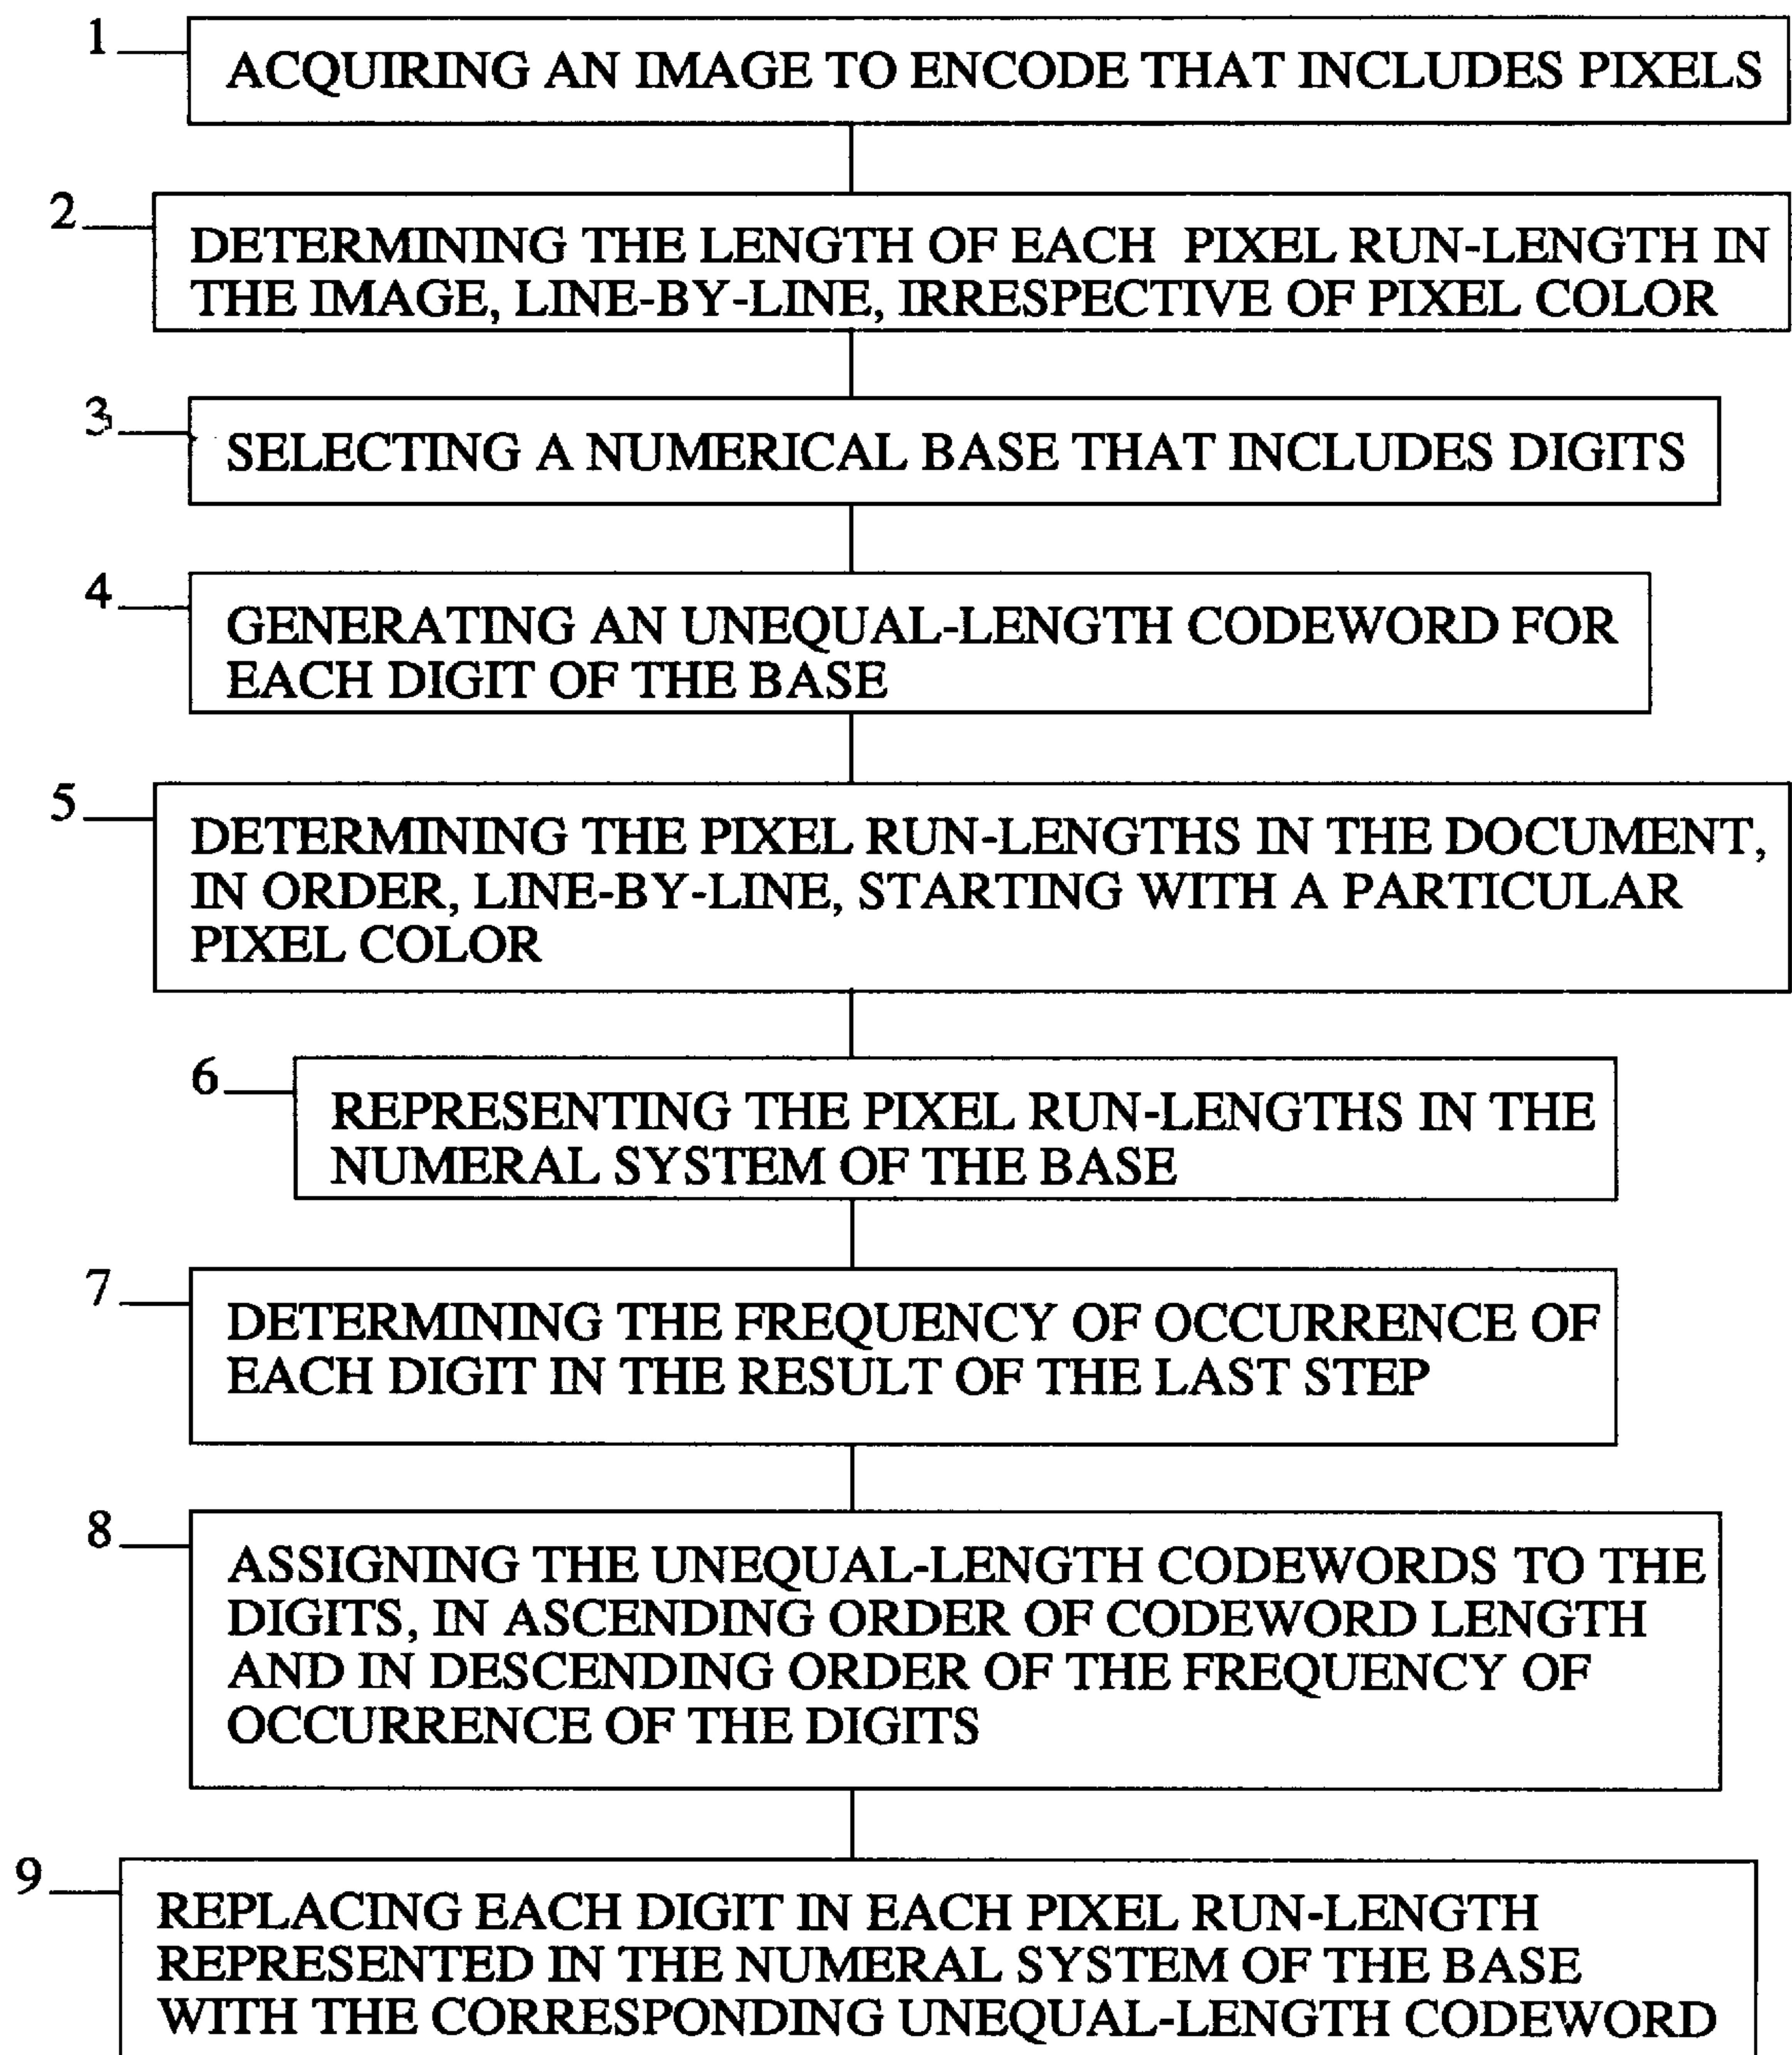 1
ACQUIRING AN IMAGE TO ENCODE THAT INCLUDES PIXELS
2
DETERMINING THE LENGTH OF EACH PIXEL RUN-LENGTH IN
THE IMAGE, LINE-BY-LINE, IRRESPECTIVE OF PIXEL COLOR
3
SELECTING A NUMERICAL BASE THAT INCLUDES DIGITS
4
GENERATING AN UNEQUAL-LENGTH CODEWORD FOR
EACH DIGIT OF THE BASE
5
DETERMINING THE PIXEL RUN-LENGTHS IN THE DOCUMENT,
IN ORDER, LINE-BY-LINE, STARTING WITH A PARTICULAR
PIXEL COLOR
6
REPRESENTING THE PIXEL RUN-LENGTHS IN THE
NUMERAL SYSTEM OF THE BASE
7
DETERMINING THE FREQUENCY OF OCCURRENCE OF
EACH DIGIT IN THE RESULT OF THE LAST STEP
8
ASSIGNING THE UNEQUAL-LENGTH CODEWORDS TO THE
DIGITS, IN ASCENDING ORDER OF CODEWORD LENGTH
AND IN DESCENDING ORDER OF THE FREQUENCY OF
OCCURRENCE OF THE DIGITS
9
REPLACING EACH DIGIT IN EACH PIXEL RUN-LENGTH
REPRESENTED IN THE NUMERAL SYSTEM OF THE BASE
WITH THE CORRESPONDING UNEQUAL-LENGTH CODEWORD